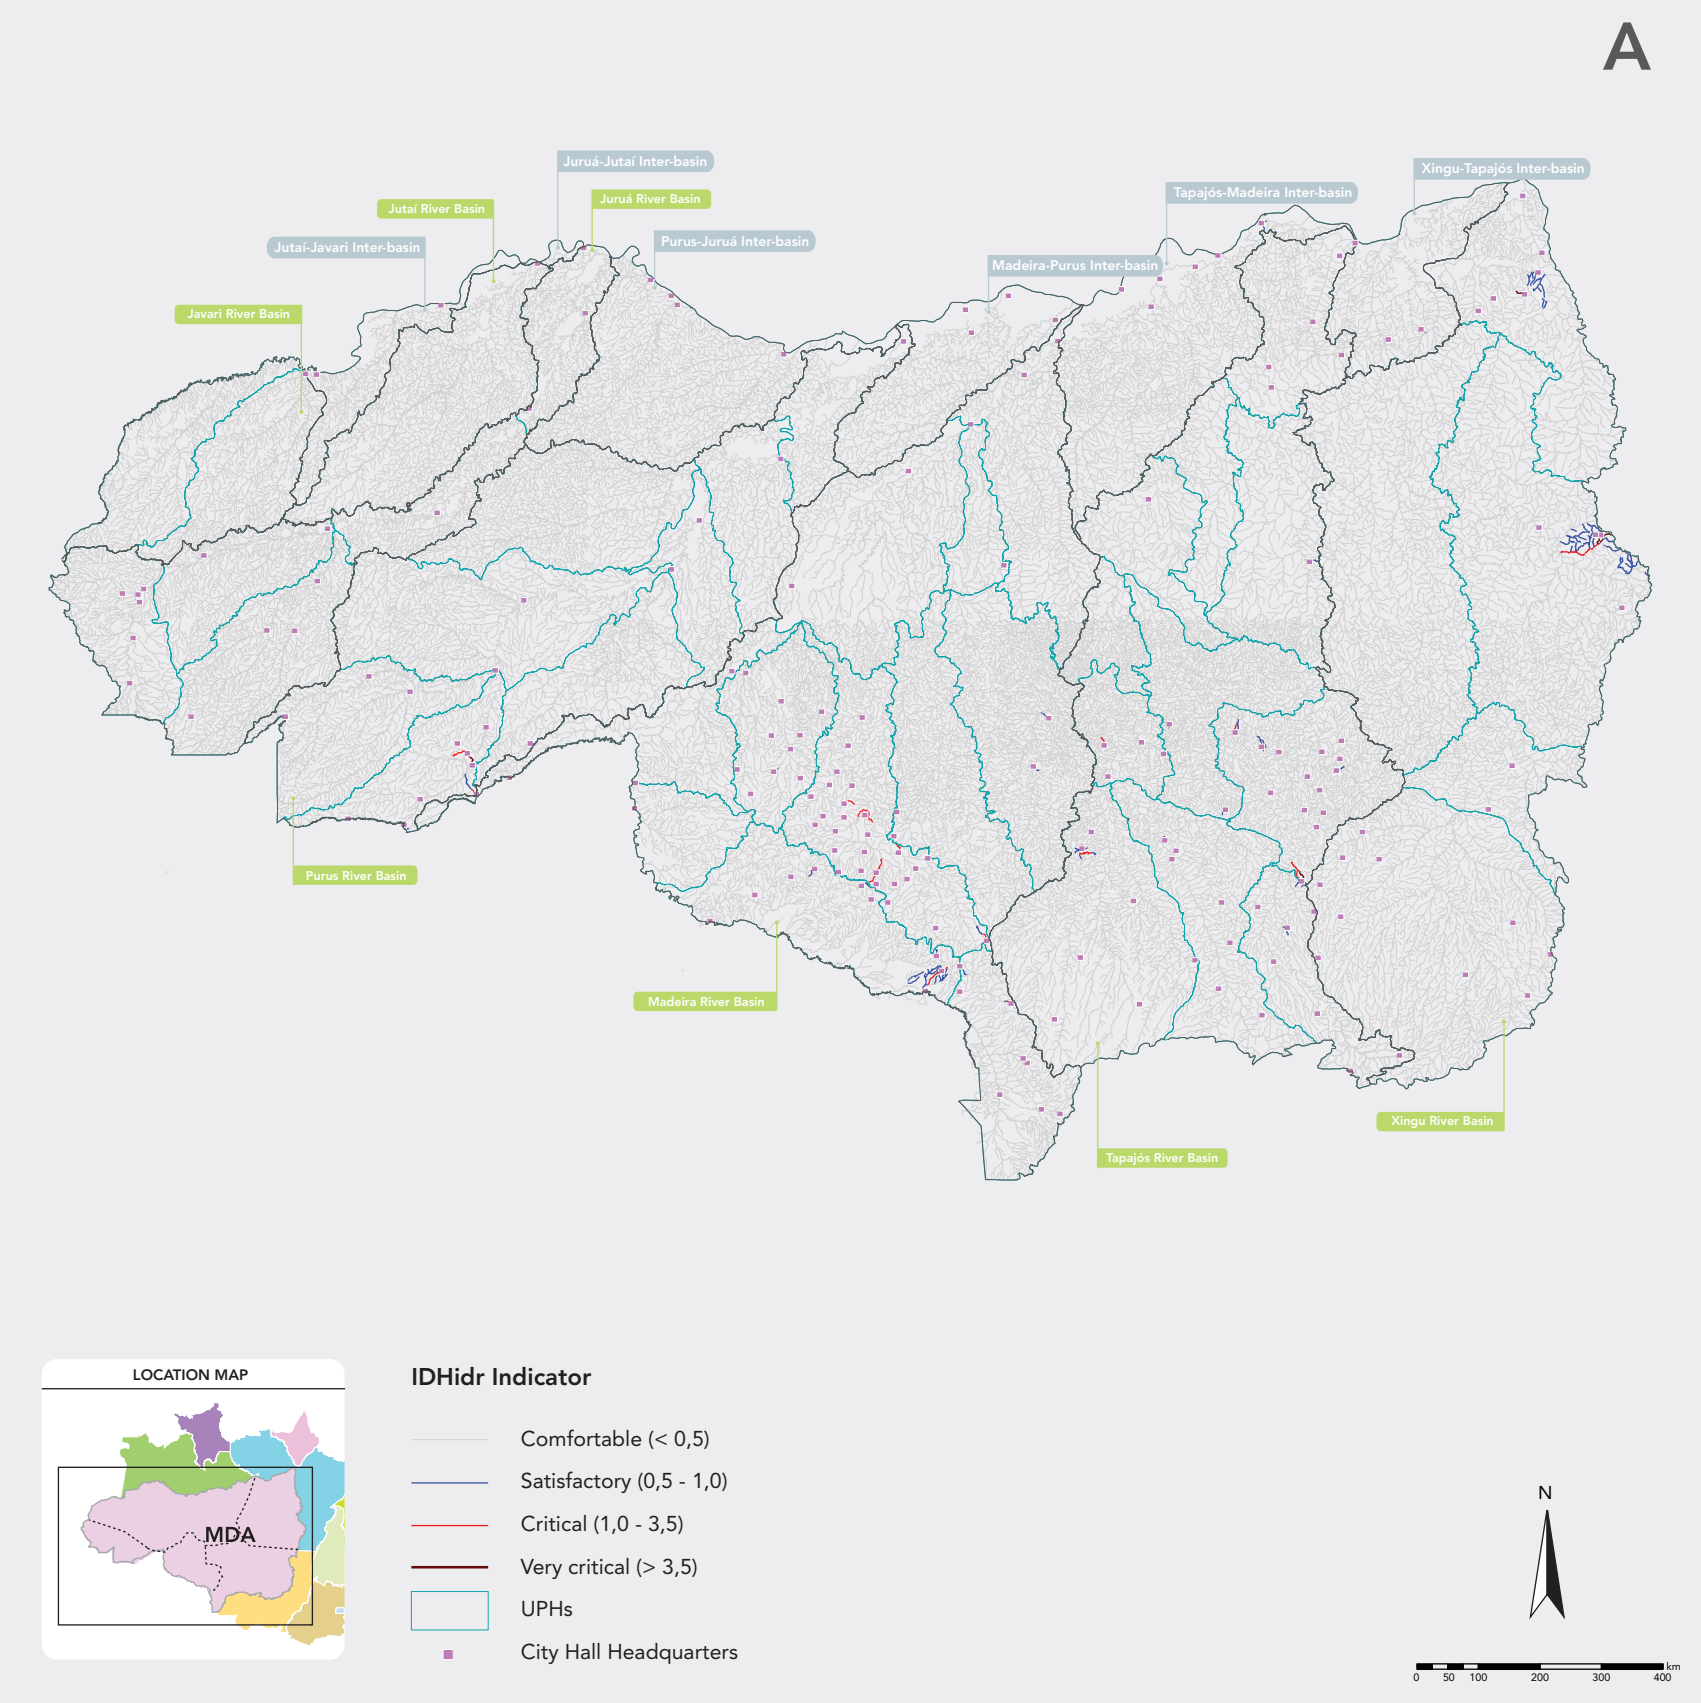 A
Juruá-Jutaí Inter-basin
Xingu-Tapajós Inter-basin
Tapajós-Madeira Inter-basin
Juruá River Basin
Jutaí River Basin
Purus-Juruá Inter-basin
Jutaí-Javari Inter-basin
Madeira-Purus Inter-basin
Javari River Basin
Purus River Basin
Madeira River Basin
Xingu River Basin
Tapajós River Basin
LOCATION MAP
MDA
IDHidr Indicator
Comfortable (< 0,5)
Satisfactory (0,5 - 1,0)
Critical (1,0 - 3,5)
Very critical (> 3,5)
UPHs
City Hall Headquarters
N
km
0 50 100 200 300 400